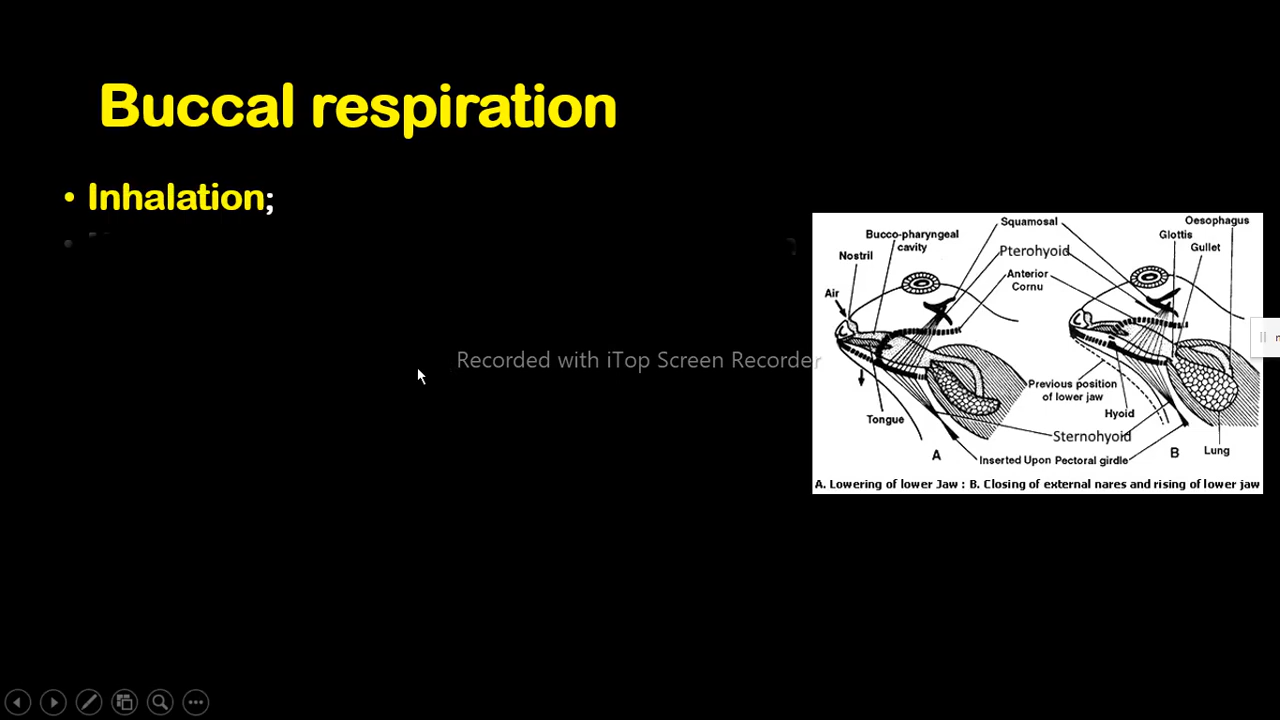 Buccal respiration
• Inhalation;
Recorded with iTop Screen Recorder
Squamosal
Oesophagus
Bucco-pharyngeal
cavity
Glottis
Pterohyoid
Gullet
Nostril
Anterior
Cornu
Air
Previous position
of lower jaw
Hyoid
Tongue
Sternohyoid
A
Inserted Upon Pectoral girdle
B
Lung
A. Lowering of lower Jaw : B. Closing of external nares and rising of lower jaw